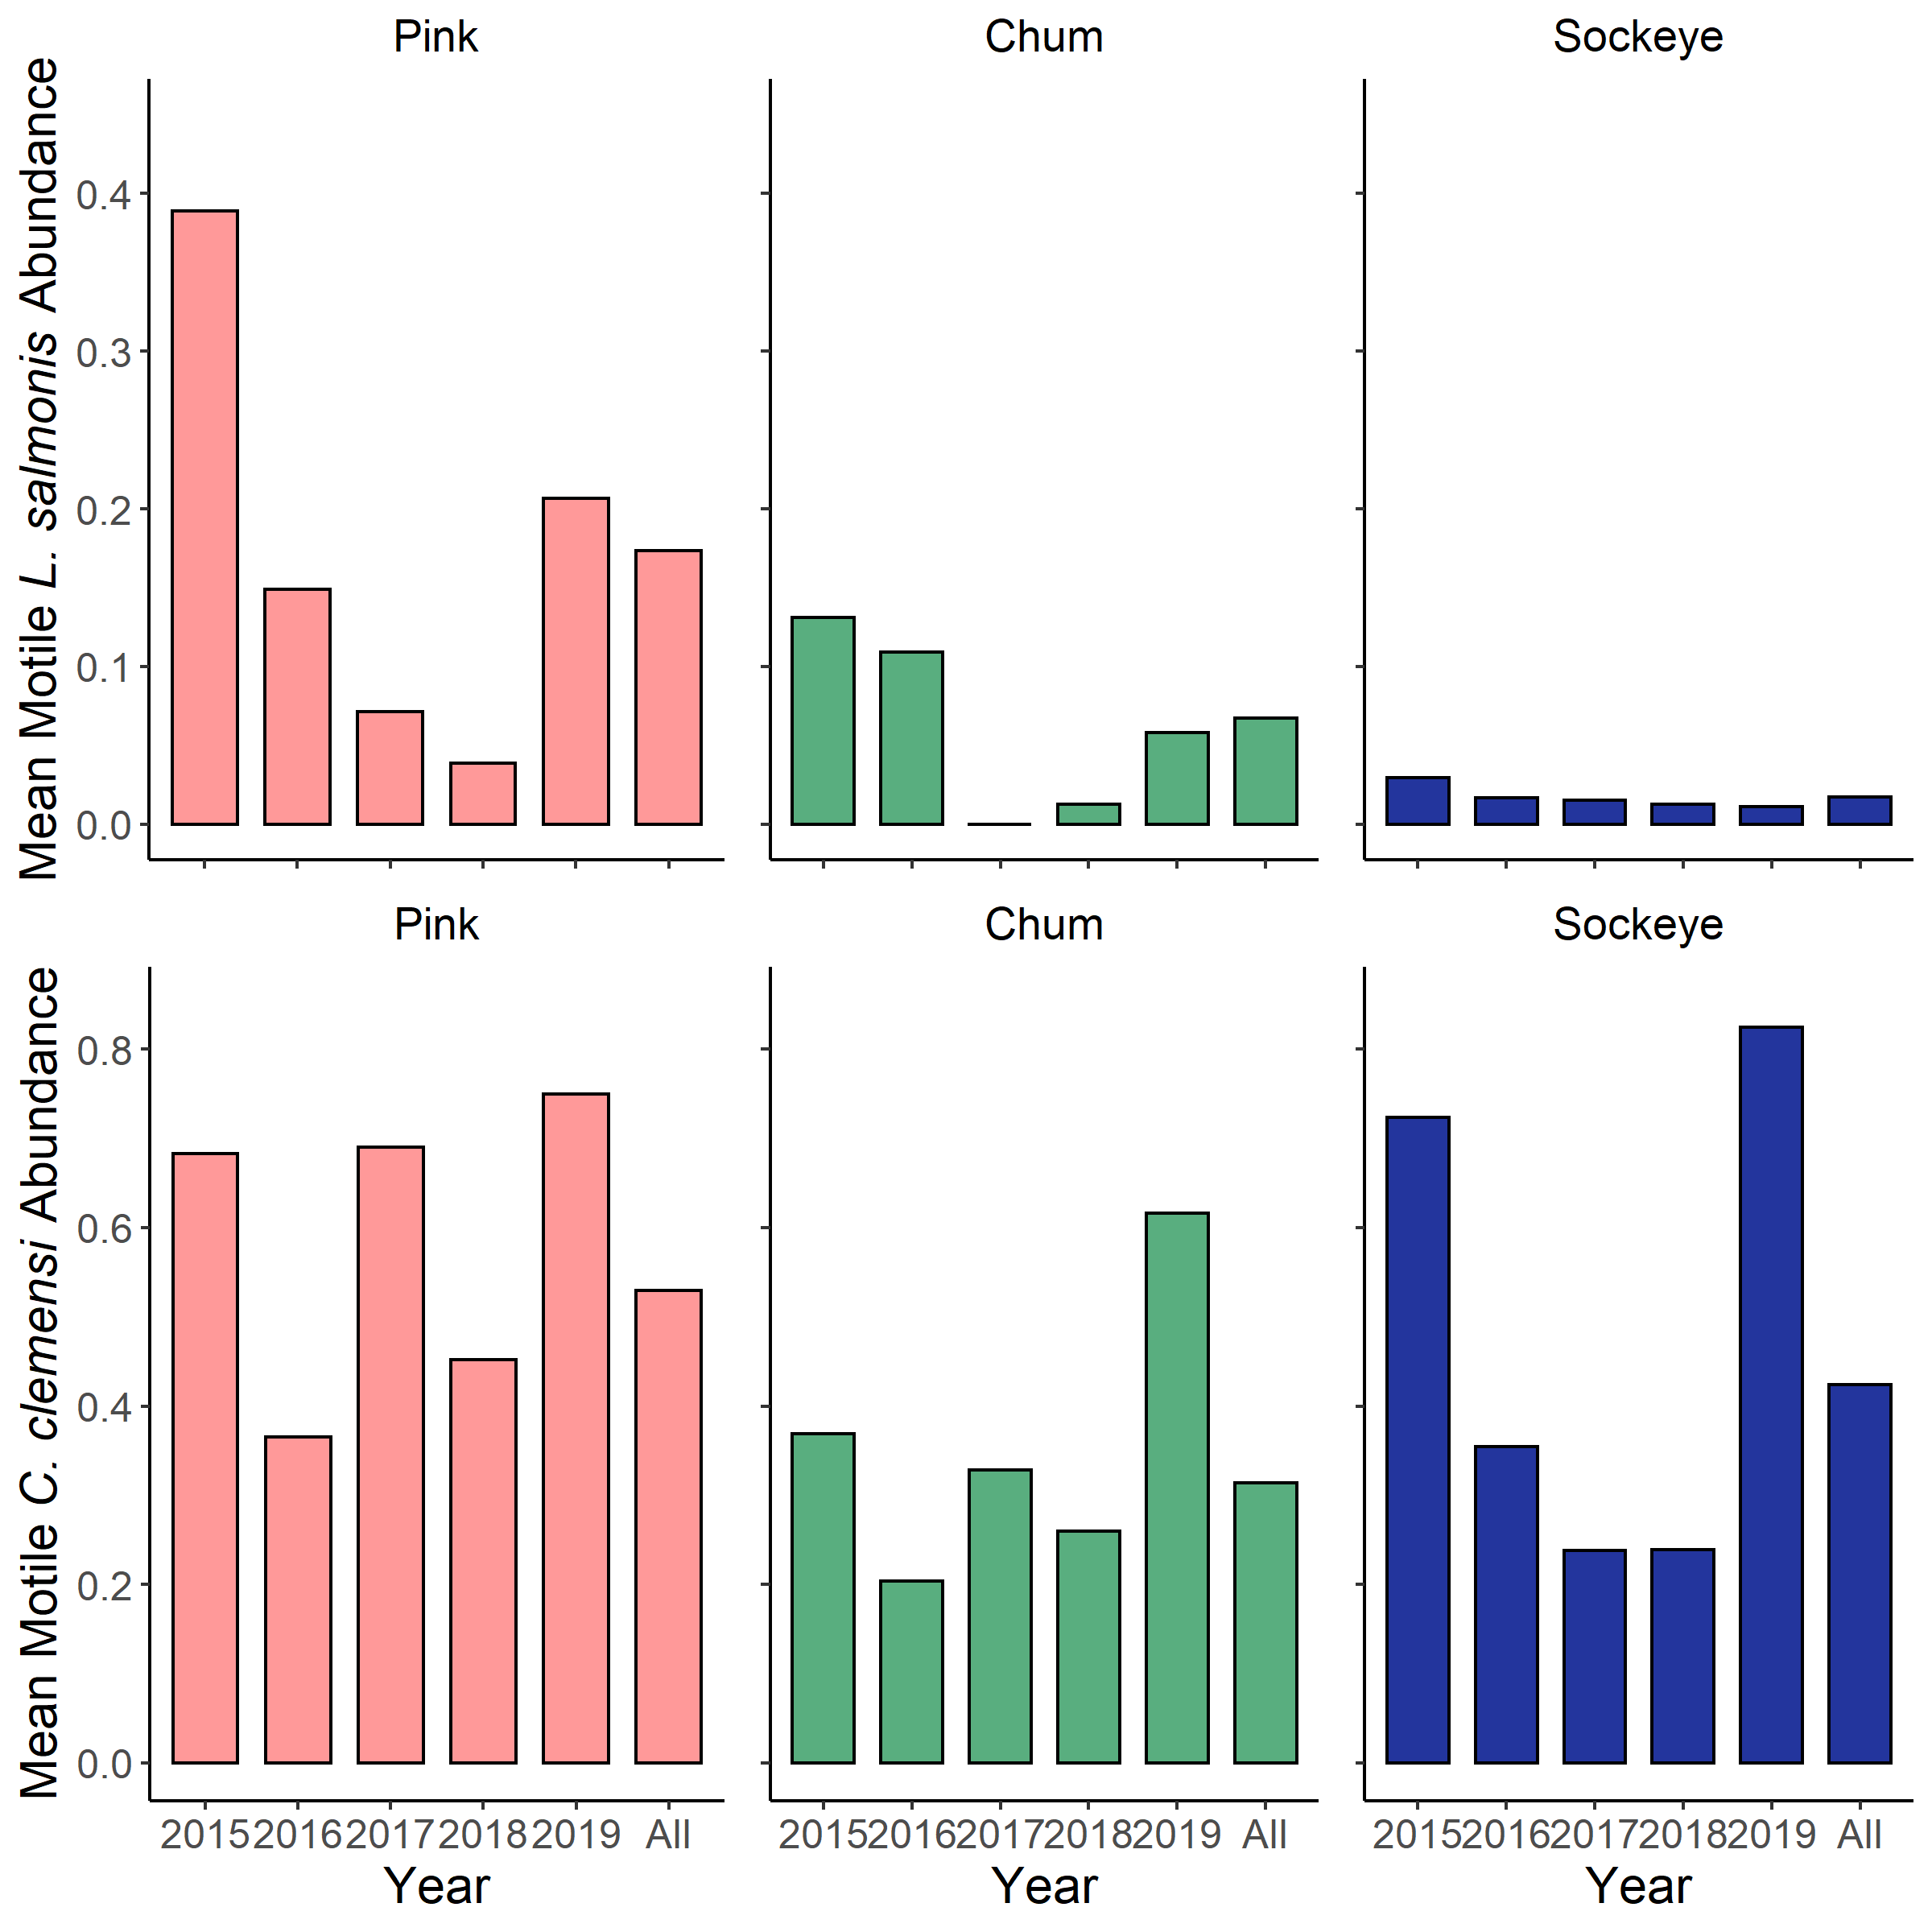 Pink Chum Sockeye
Mean Motile L. salmonis Abundance
0.4
0.3
0.2
0.1
0.0
Pink Chum Sockeye
Mean Motile C. clemensi Abundance
0.8
0.6
0.4
0.2
0.0
2015 2016 2017 2018 2019 All 2015 2016 2017 2018 2019 All 2015 2016 2017 2018 2019 All
Year Year Year